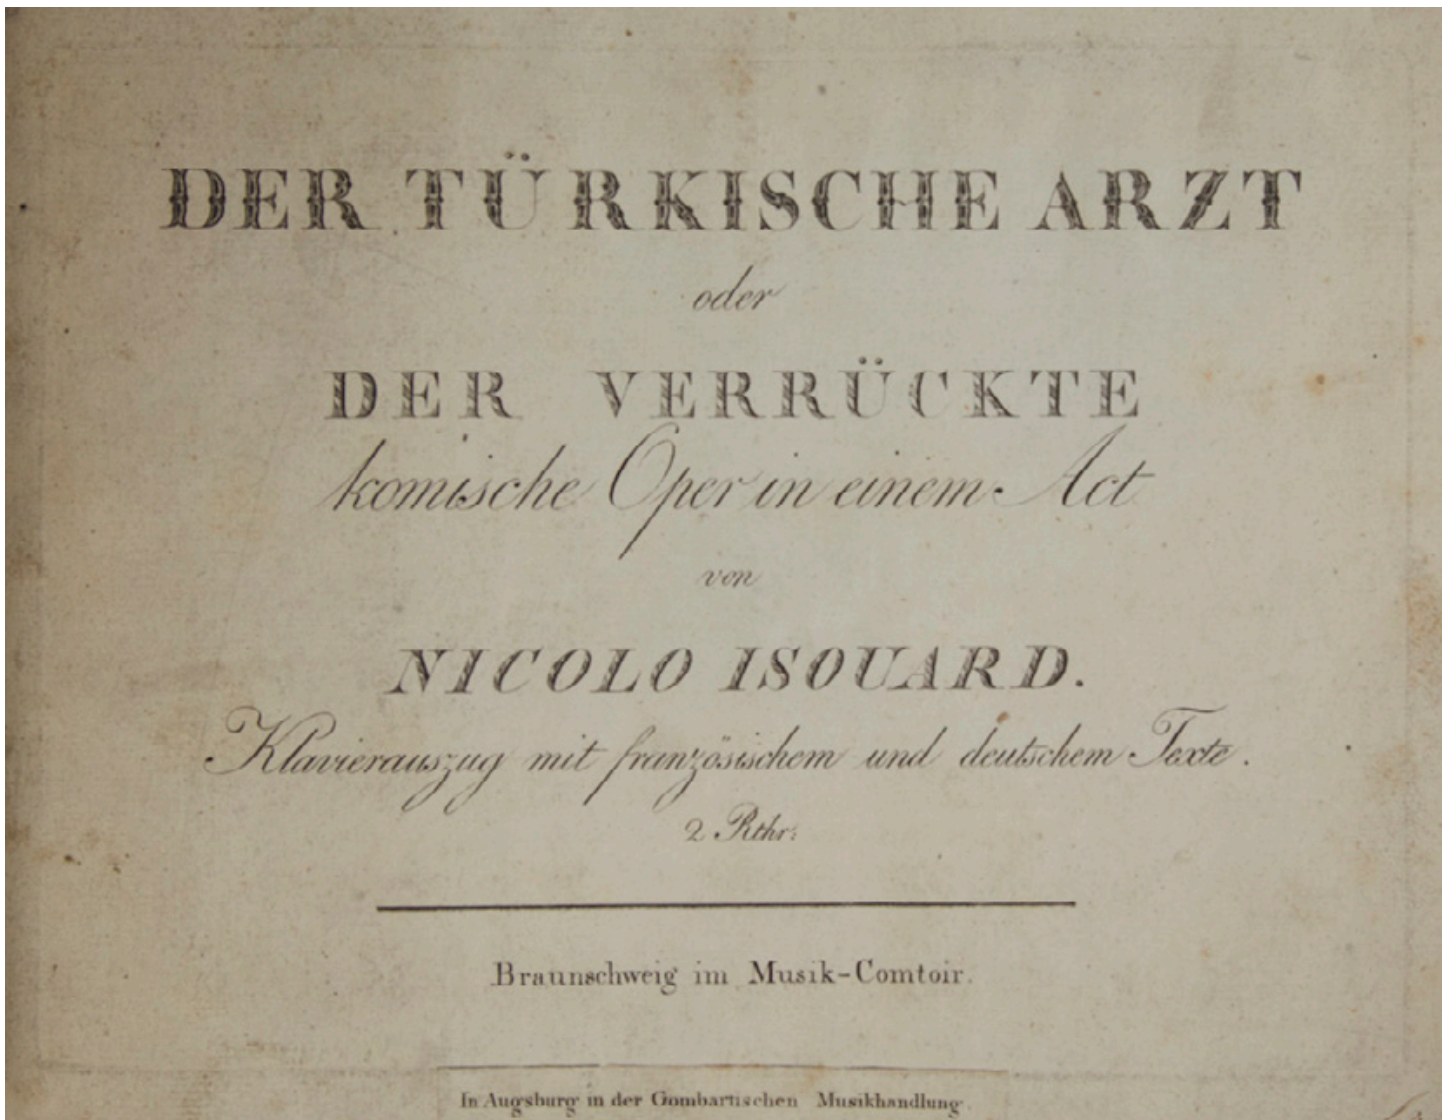 DER TÜRKISCHE ARZT
oder
DER VERRÜCKTE
komische Oper in einem Act
von
NICOLO ISOUARD.
Klavierauszug mit französischem und deutschem Texte.
2 Rthr:
Braunschweig im Musik-Comtoir.
In Augsburg in der Gombartischen Musikhandlung.